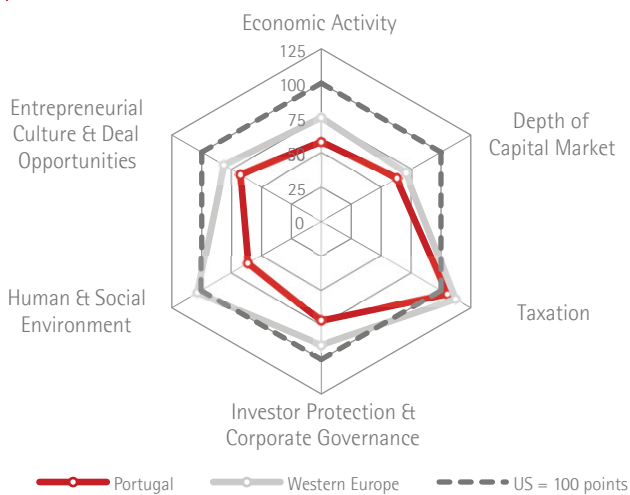 Economic Activity
125
100
75
50
25
0
Entrepreneurial
Culture & Deal
Opportunities
Depth of
Capital Market
Human & Social
Environment
Taxation
Investor Protection &
Corporate Governance
Portugal
Western Europe
US = 100 points